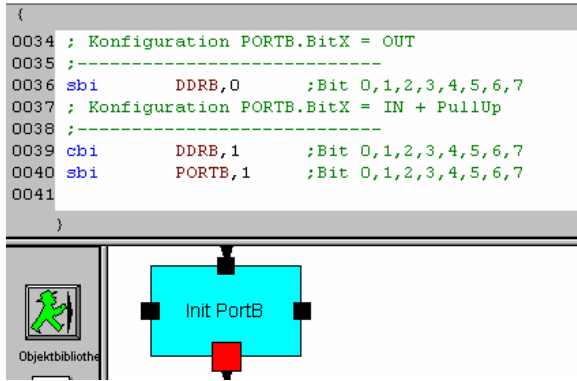 {
0034 ; Konfiguration PORTB.BitX = OUT
0035 ;----------------------------
0036 sbi DDRB,0 ;Bit 0,1,2,3,4,5,6,7
0037 ; Konfiguration PORTB.BitX = IN + PullUp
0038 ;----------------------------
0039 cbi DDRB,1 ;Bit 0,1,2,3,4,5,6,7
0040 sbi PORTB,1 ;Bit 0,1,2,3,4,5,6,7
0041
}
Init PortB
Objektbibliothe